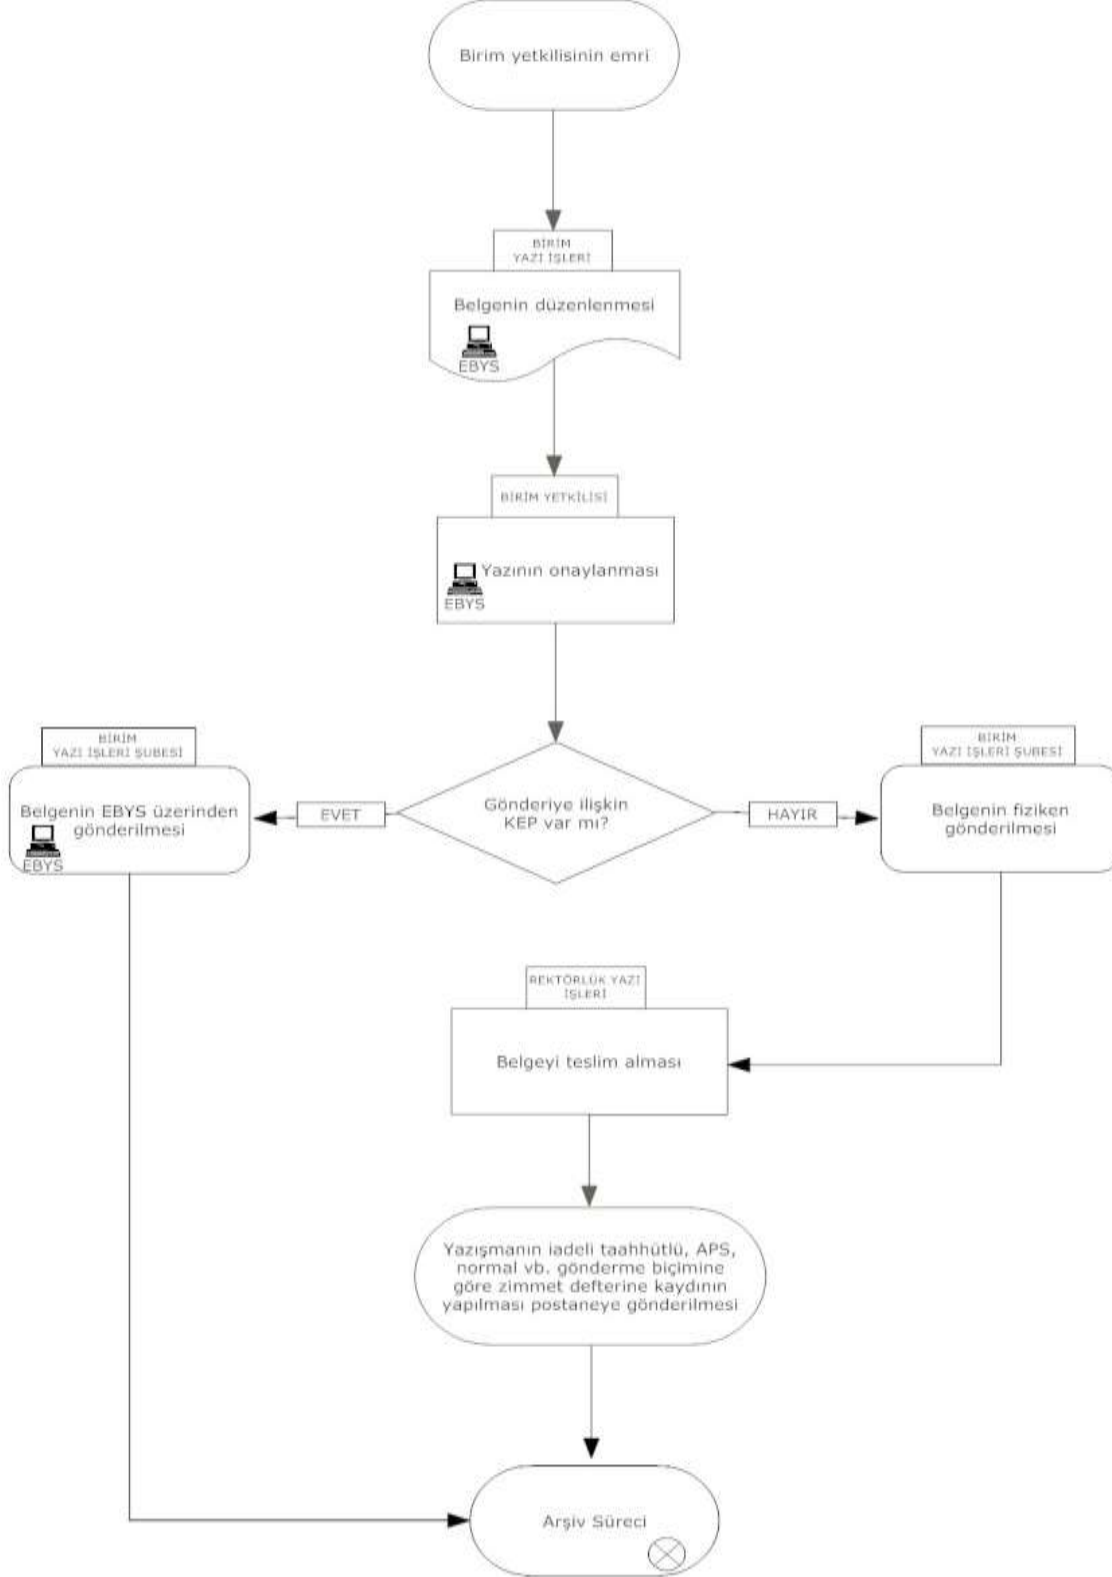 Birim yetkilisinin emri
BİRİM
YAZI İŞLERİ
Belgenin düzenlenmesi
EBYS
BİRİM YETKİLİSİ
Yazının onaylanması
EBYS
BİRİM
YAZI İŞLERİ ŞUBESİ
Belgenin EBYS üzerinden
gönderilmesi
EBYS
EVET
Gönderiye ilişkin
KEP var mı?
HAYIR
BİRİM
YAZI İŞLERİ ŞUBESİ
Belgenin fiziken
gönderilmesi
REKTÖRLÜK YAZI
İŞLERİ
Belgeyi teslim alması
Yazışmanın iadeli taahhütlü, APS,
normal vb. gönderme biçimine
göre zimmet defterine kaydının
yapılması postaneye gönderilmesi
Arşiv Süreci